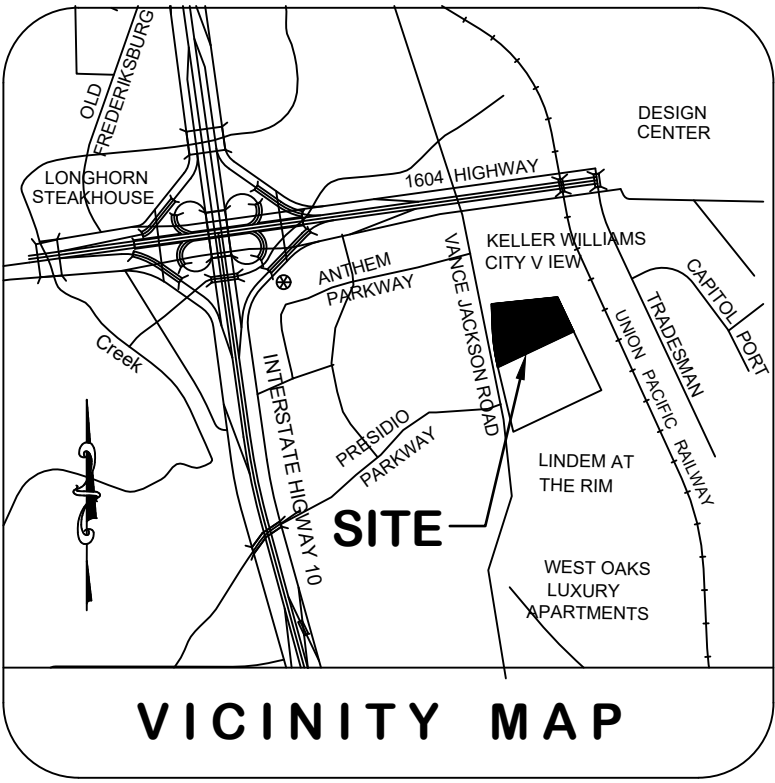 OLD
FREDERIKSBURG
DESIGN
CENTER
LONGHORN
STEAKHOUSE
1604 HIGHWAY
KELLER WILLIAMS
CITY V IEW
VANCE JACKSON ROAD
ANTHEM
PARKWAY
CAPITOL PORT
TRADESMAN
UNION PACIFIC RAILWAY
Creek
INTERSTATE HIGWAY 10
PRESIDIO
PARKWAY
LINDEM AT
THE RIM
SITE
WEST OAKS
LUXURY
APARTMENTS
VICINITY MAP